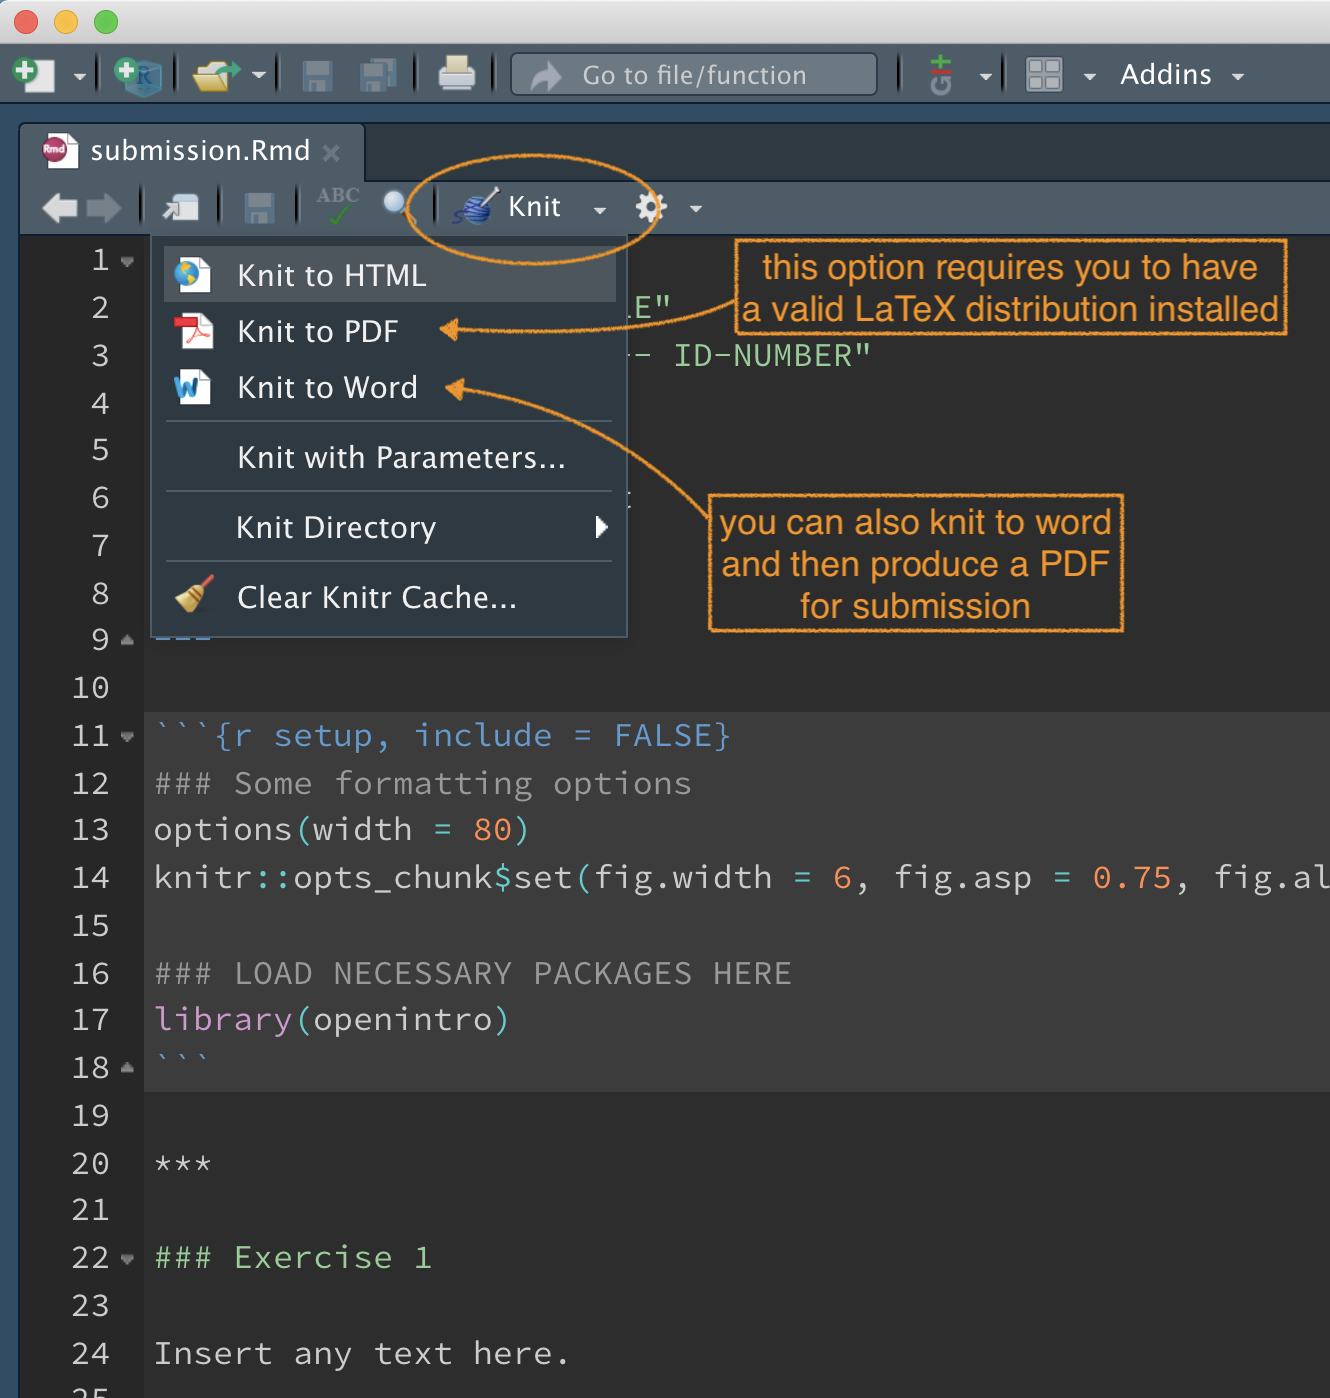 Go to file/function
Git
Addins
R
Rmd
submission.Rmd
ABC
Knit
1
Knit to HTML
this option requires you to have
a valid LaTeX distribution installed
2
LE"
Knit to PDF
3
-- ID-NUMBER"
4
Knit to Word
5
Knit with Parameters...
6
Knit Directory
you can also knit to word
and then produce a PDF
for submission
7
8
Clear Knitr Cache...
9 ---
10
11 ```{r setup, include = FALSE}
12 ### Some formatting options
13 options(width = 80)
14 knitr::opts_chunk$set(fig.width = 6, fig.asp = 0.75, fig.al
15
16 ### LOAD NECESSARY PACKAGES HERE
17 library(openintro)
18 ```
19
20 ***
21
22 ### Exercise 1
23
24 Insert any text here.
25